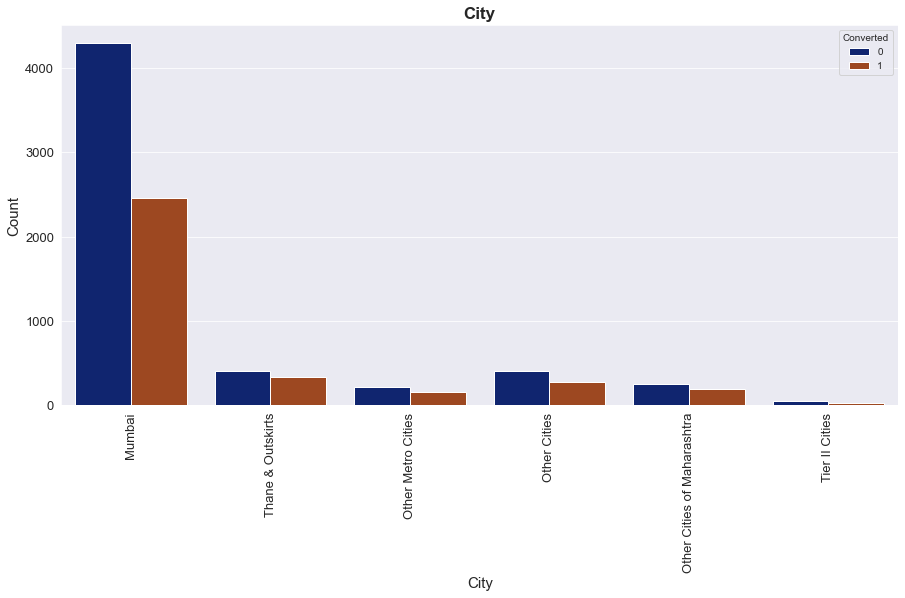 City
Converted
0
1
Count
4000
3000
2000
1000
0
Mumbai
Thane & Outskirts
Other Metro Cities
Other Cities
Other Cities of Maharashtra
Tier II Cities
City